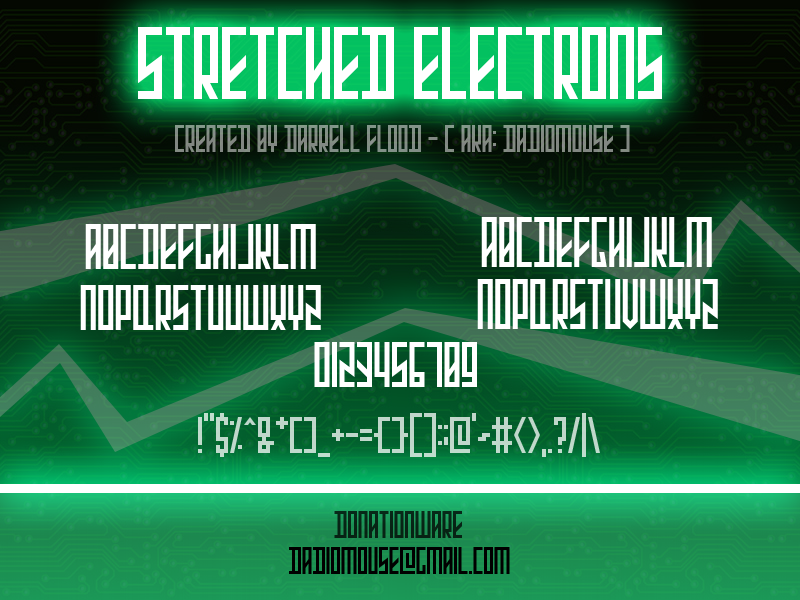 STRETCHED ELECTRONS
CREATED BY DARRELL FLOOD - ( AKA: DADIOMOUSE )
ABCDEFGHIJKLM
NOPQRSTUVWXYZ
ABCDEFGHIJKLM
NOPQRSTUVWXYZ
0123456789
!"$%^&*()_+-={}[]:;@'~#<>,.?/|\
DONATIONWARE
DADIOMOUSE@GMAIL.COM